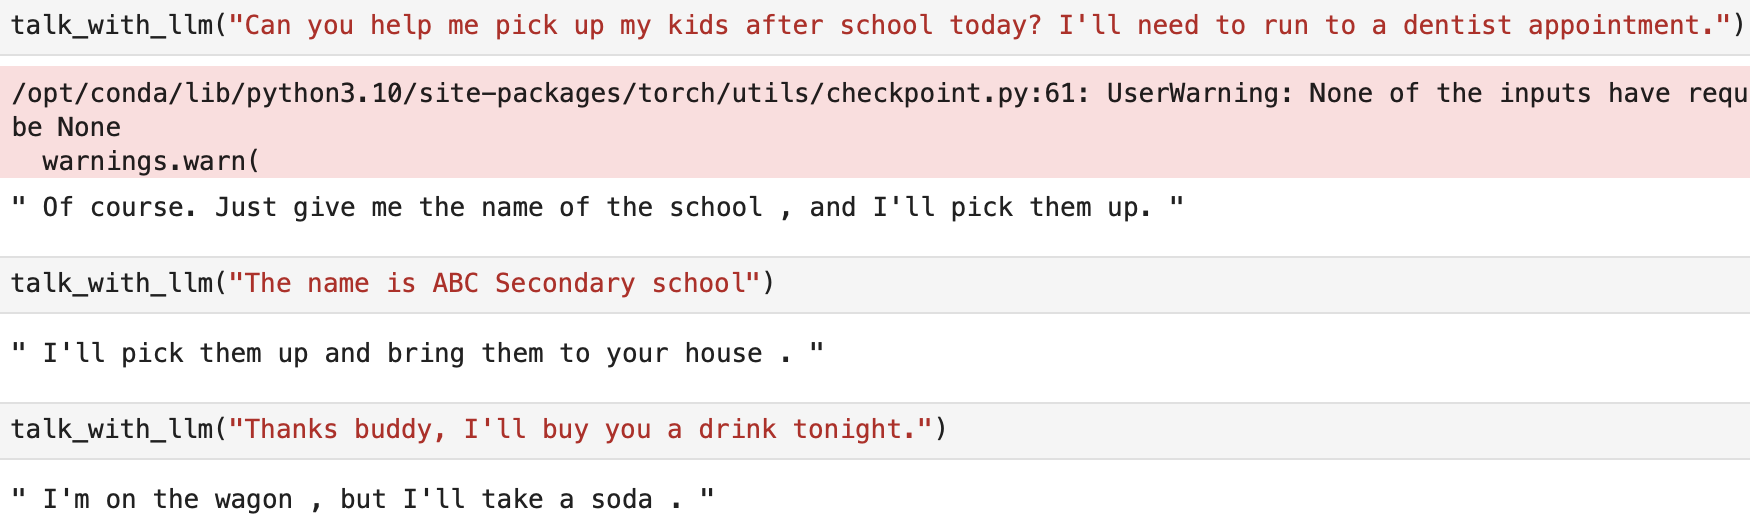 talk_with_llm("Can you help me pick up my kids after school today? I'll need to run to a dentist appointment.")
/opt/conda/lib/python3.10/site-packages/torch/utils/checkpoint.py:61: UserWarning: None of the inputs have requ
be None
  warnings.warn(
" Of course. Just give me the name of the school , and I'll pick them up. "
talk_with_llm("The name is ABC Secondary school")
" I'll pick them up and bring them to your house . "
talk_with_llm("Thanks buddy, I'll buy you a drink tonight.")
" I'm on the wagon , but I'll take a soda . "